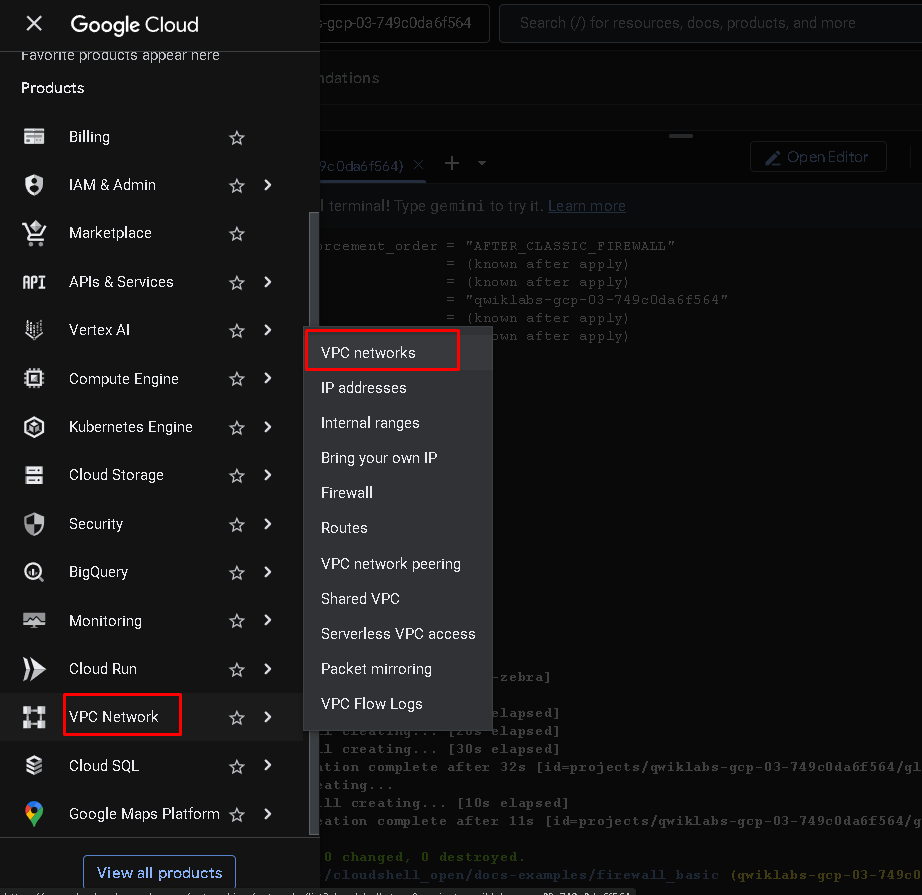 Google Cloud
s-gcp-03-749c0da6f564
Search (/) for resources, docs, products, and more
Favorite products appear here
ndations
Products
Billing
IAM & Admin
Marketplace
APIs & Services
Vertex AI
Compute Engine
Kubernetes Engine
Cloud Storage
Security
BigQuery
Monitoring
Cloud Run
VPC Network
Cloud SQL
Google Maps Platform
View all products
VPC networks
IP addresses
Internal ranges
Bring your own IP
Firewall
Routes
VPC network peering
Shared VPC
Serverless VPC access
Packet mirroring
VPC Flow Logs
9c0da6f564)
Open Editor
l terminal! Type gemini to try it. Learn more
orcement_order = "AFTER_CLASSIC_FIREWALL"
= (known after apply)
= (known after apply)
= "qwiklabs-gcp-03-749c0da6f564"
= (known after apply)
own after apply)
-zebra]
elapsed]
ll creating... [20s elapsed]
ll creating... [30s elapsed]
ation complete after 32s [id=projects/qwiklabs-gcp-03-749c0da6f564/gl
eating...
ill creating... [10s elapsed]
eation complete after 11s [id=projects/qwiklabs-gcp-03-749c0da6f564/g
0 changed, 0 destroyed.
/cloudshell_open/docs-examples/firewall_basic (qwiklabs-gcp-03-749c0